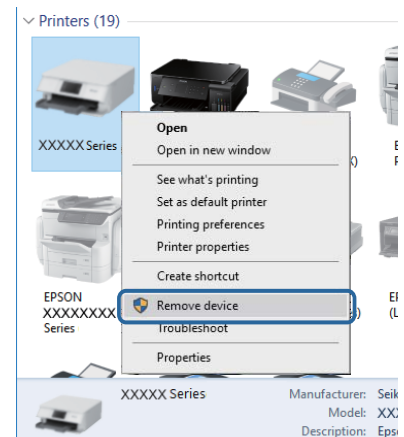 Printers (19)
XXXXX Series
Open
Open in new window
See what's printing
Set as default printer
Printing preferences
Printer properties
Create shortcut
Remove device
Troubleshoot
Properties
EPSON
XXXXXXXX
Series
XXXXX Series
Manufacturer:
Model:
Description: